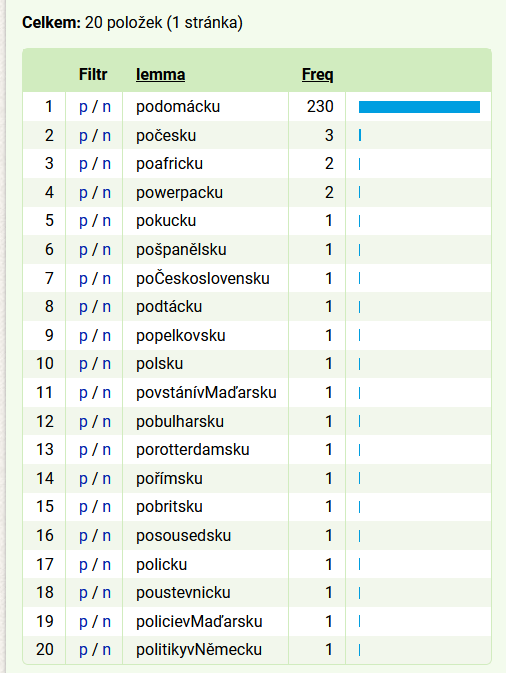 Celkem: 20 položek (1 stránka)
Filtr lemma Freq
1 p / n podomácku 230
2 p / n počesku 3
3 p / n poafricku 2
4 p / n powerpacku 2
5 p / n pokucku 1
6 p / n pošpanělsku 1
7 p / n poČeskoslovensku 1
8 p / n podtácku 1
9 p / n popelkovsku 1
10 p / n polsku 1
11 p / n povstánívMaďarsku 1
12 p / n pobulharsku 1
13 p / n porotterdamsku 1
14 p / n pořímsku 1
15 p / n pobritsku 1
16 p / n posousedsku 1
17 p / n policku 1
18 p / n poustevnicku 1
19 p / n policievMaďarsku 1
20 p / n politikyvNěmecku 1